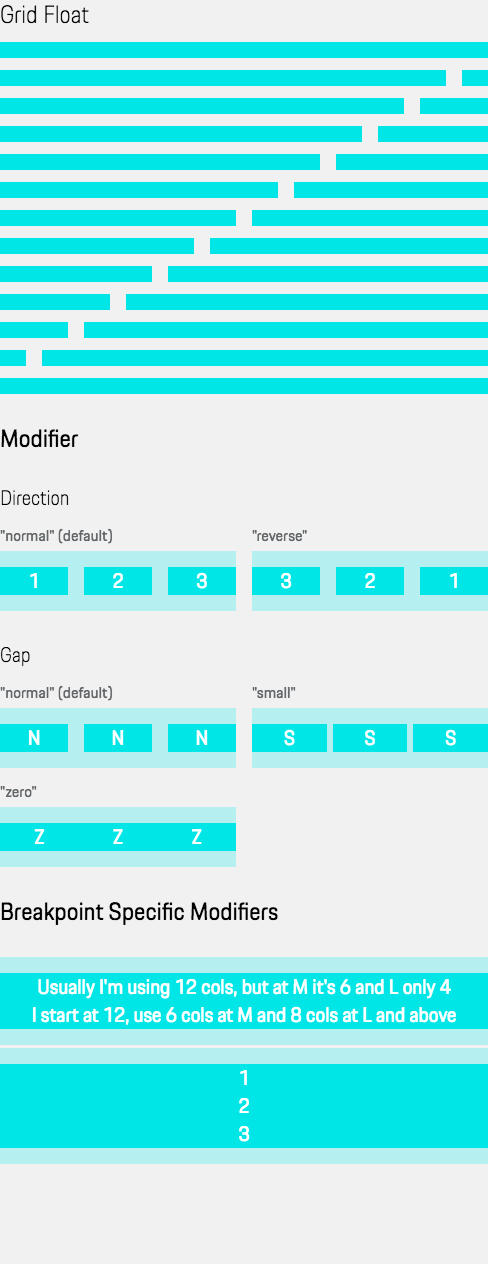 Grid Float
Modifier
Direction
"normal" (default) "reverse"
1 2 3 3 2 1
Gap
"normal" (default) "small"
N N N S S S
"zero"
Z Z Z
Breakpoint Specific Modifiers
Usually I'm using 12 cols, but at M it's 6 and L only 4
I start at 12, use 6 cols at M and 8 cols at L and above
1
2
3